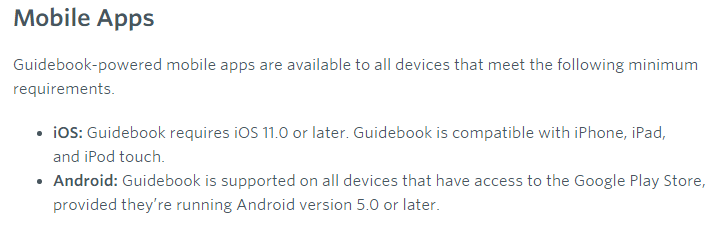 Mobile Apps
Guidebook-powered mobile apps are available to all devices that meet the following minimum
requirements.
• iOS: Guidebook requires iOS 11.0 or later. Guidebook is compatible with iPhone, iPad,
and iPod touch.
• Android: Guidebook is supported on all devices that have access to the Google Play Store,
provided they’re running Android version 5.0 or later.